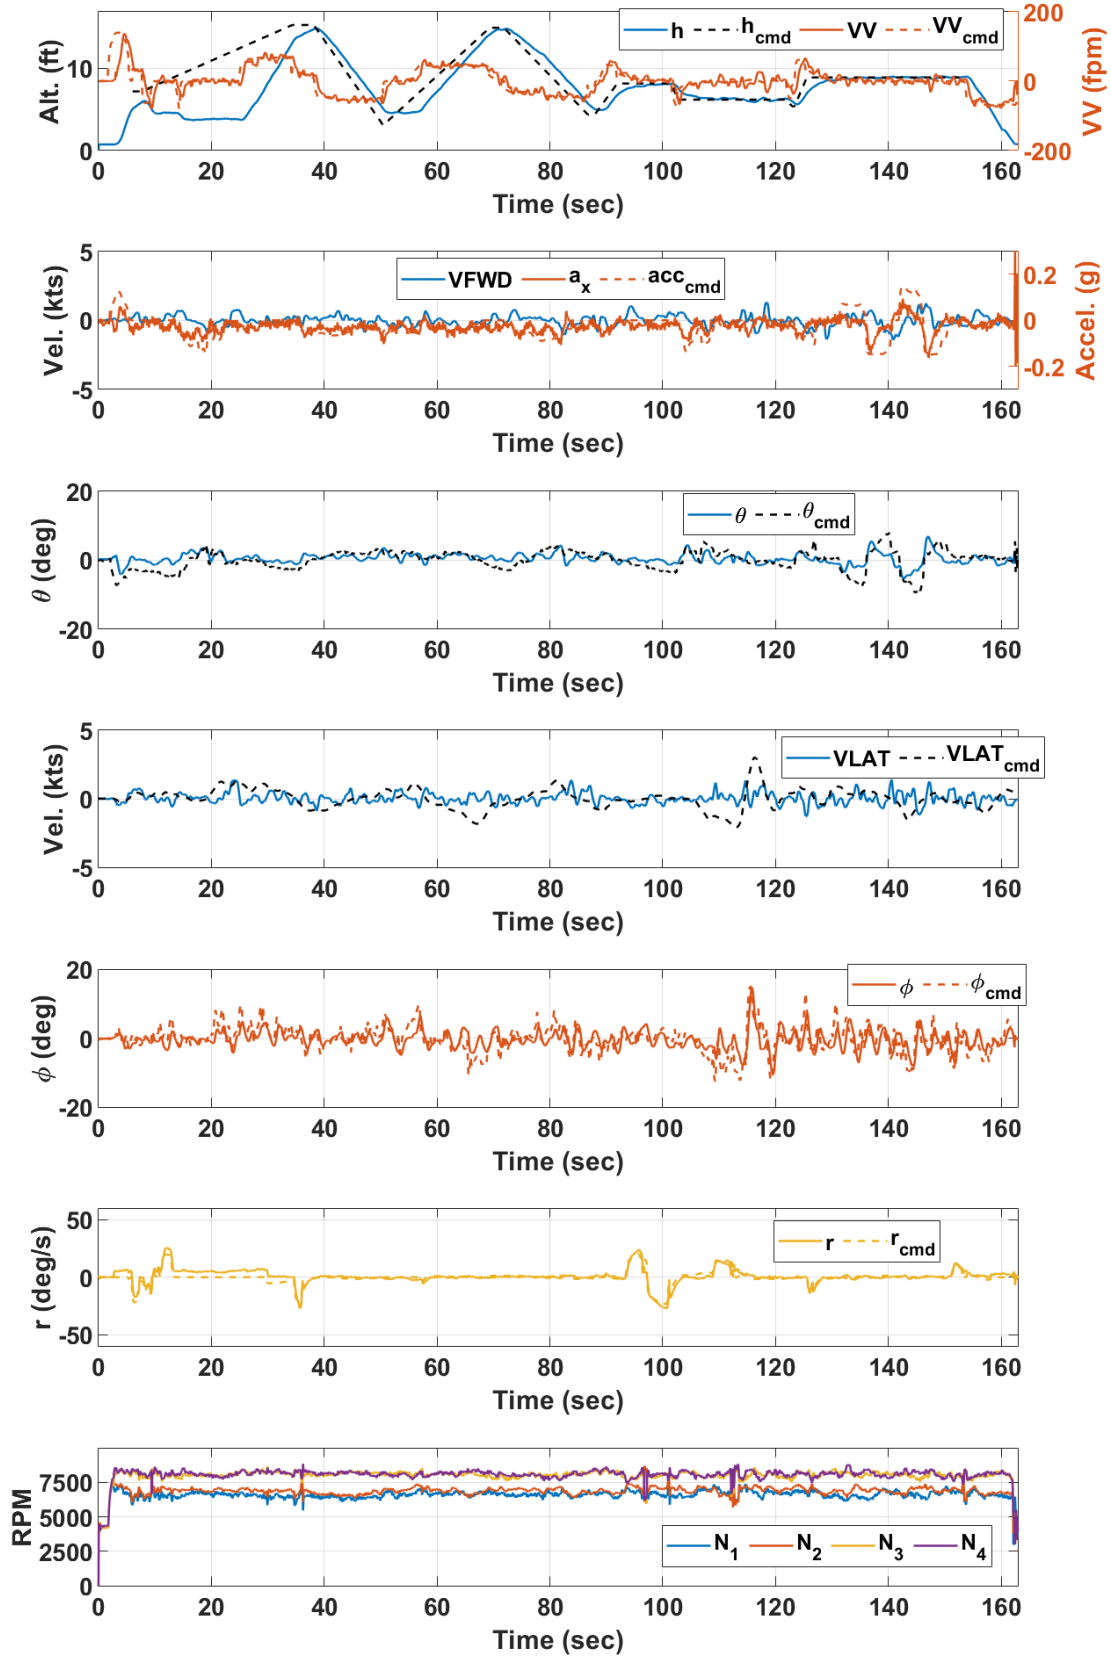 200
100
0
-100
-200
VV (fpm)
10
0
Alt. (ft)
h h_cmd VV VV_cmd
0 20 40 60 80 100 120 140 160
Time (sec)
5
0
-5
Vel. (kts)
VFWD a_x acc_cmd
0.2
0
-0.2
Accel. (g)
0 20 40 60 80 100 120 140 160
Time (sec)
20
0
-20
θ (deg)
θ θ_cmd
0 20 40 60 80 100 120 140 160
Time (sec)
5
0
-5
Vel. (kts)
VLAT VLAT_cmd
0 20 40 60 80 100 120 140 160
Time (sec)
20
0
-20
ϕ (deg)
ϕ ϕ_cmd
0 20 40 60 80 100 120 140 160
Time (sec)
50
0
-50
r (deg/s)
r r_cmd
0 20 40 60 80 100 120 140 160
Time (sec)
7500
5000
2500
0
RPM
N_1 N_2 N_3 N_4
0 20 40 60 80 100 120 140 160
Time (sec)